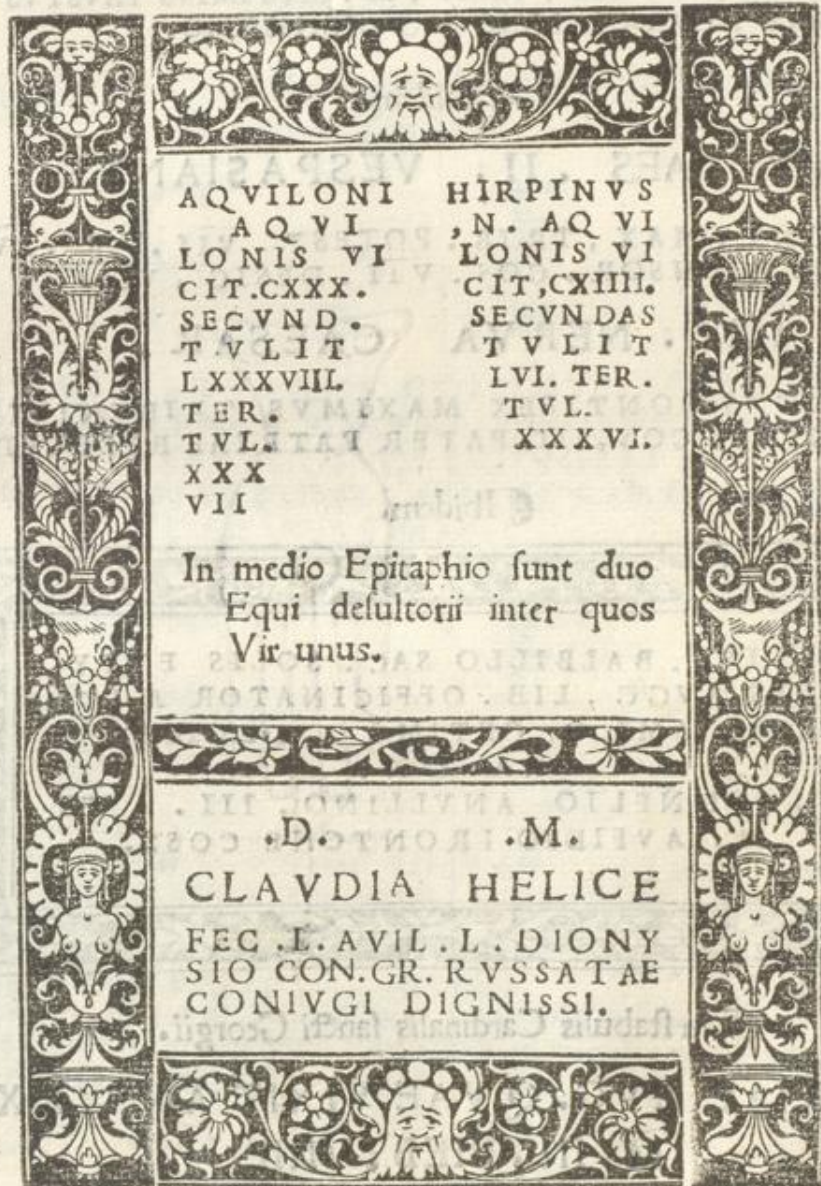 AQVILONI
AQVI
LONIS VI
CIT.CXXX.
SECVND.
TVLIT
LXXXVIII.
TER.
TVL.
XXX
VII
HIRPINVS
,N. AQVI
LONIS VI
CIT,CXIIII.
SECVNDAS
TVLIT
LVI. TER.
TVL.
XXXVI.
In medio Epitaphio sunt duo
Equi desultorii inter quos
Vir unus.
.D. .M.
CLAVDIA HELICE
FEC .L. AVIL . L . DIONY
SIO CON.GR. RVSSATAE
CONIVGI DIGNISSI.